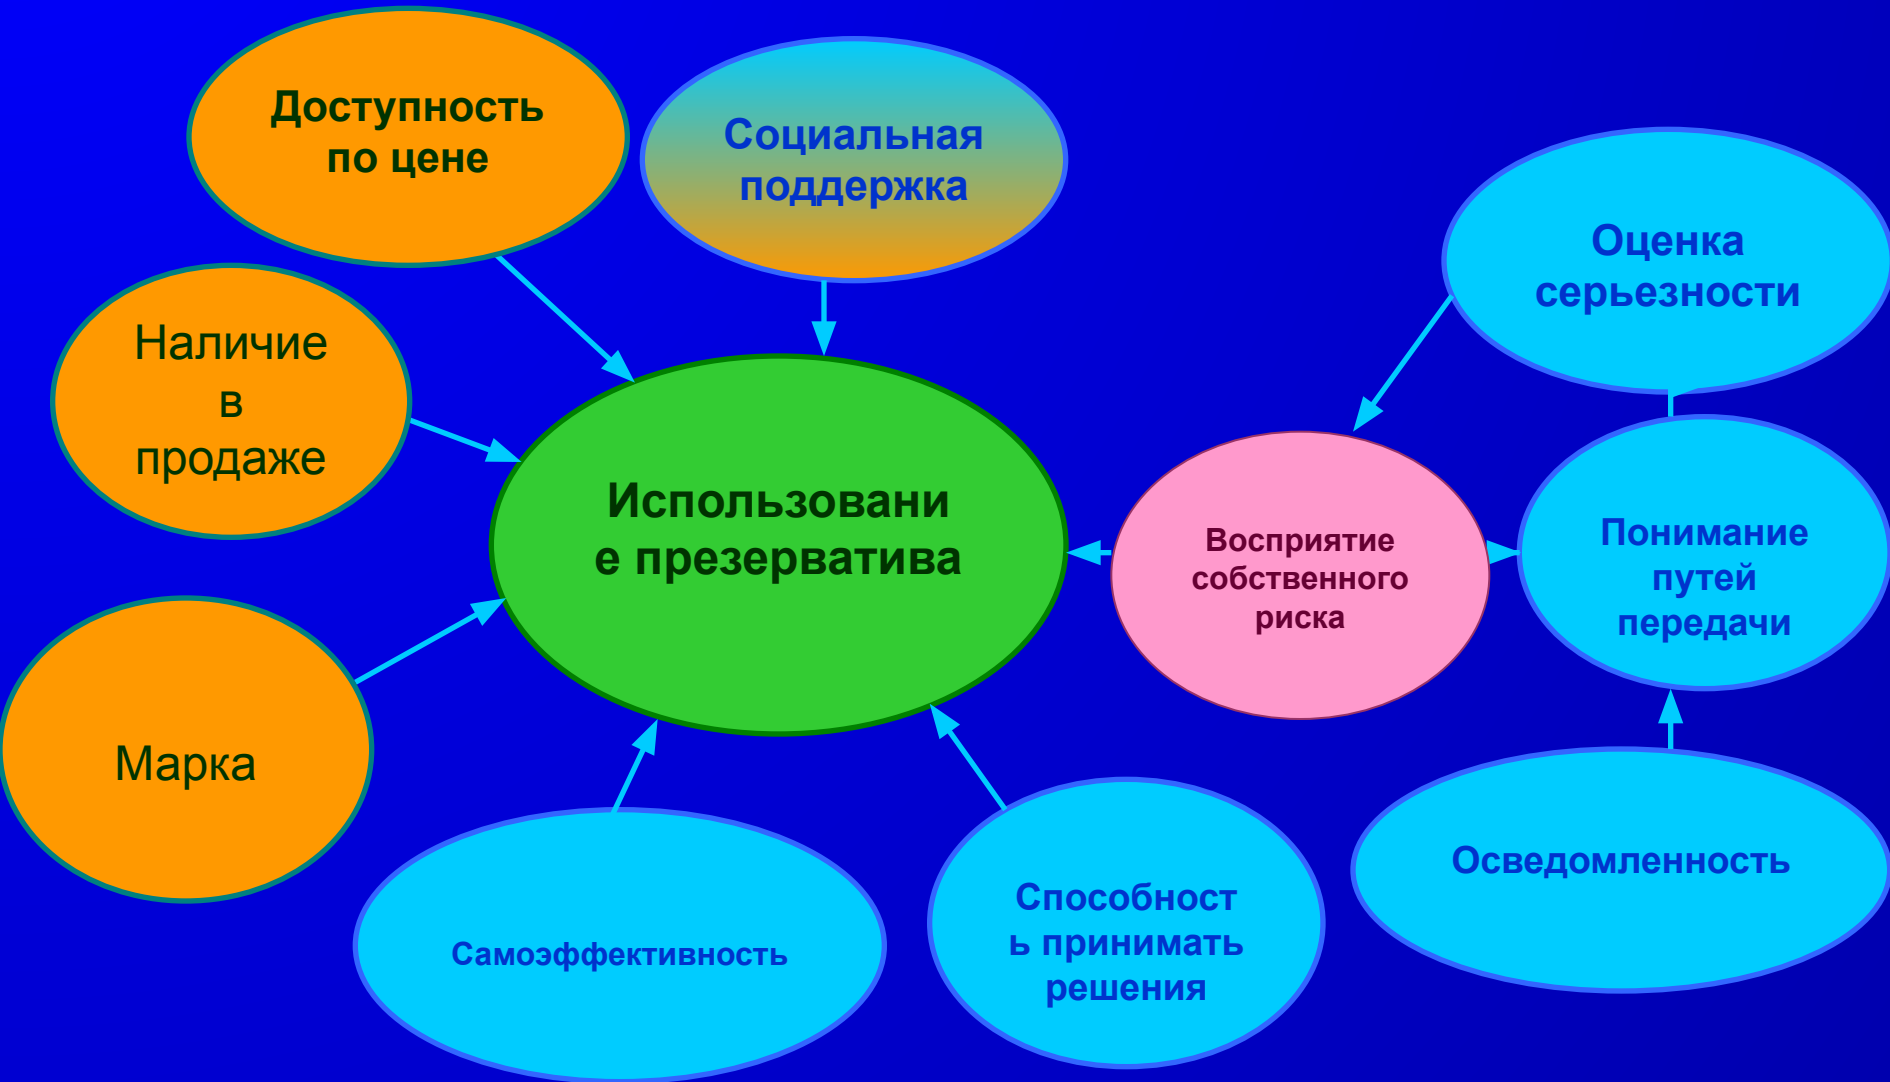 Доступность
по цене
Социальная
поддержка
Оценка
серьезности
Наличие
в
продаже
Использовани
е презерватива
Восприятие
собственного
риска
Понимание
путей
передачи
Марка
Самоэффективность
Способност
ь принимать
решения
Осведомленность